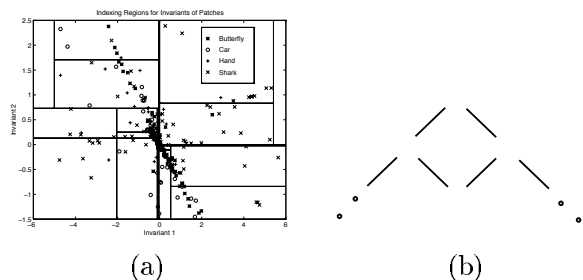 Indexing Regions for Invariants of Patches
2.5
2
1.5
1
0.5
0
−0.5
−1
−1.5
Invariant 2
Butterfly
Car
Hand
Shark
−6
−4
−2
0
2
4
6
Invariant 1
(a)
(b)